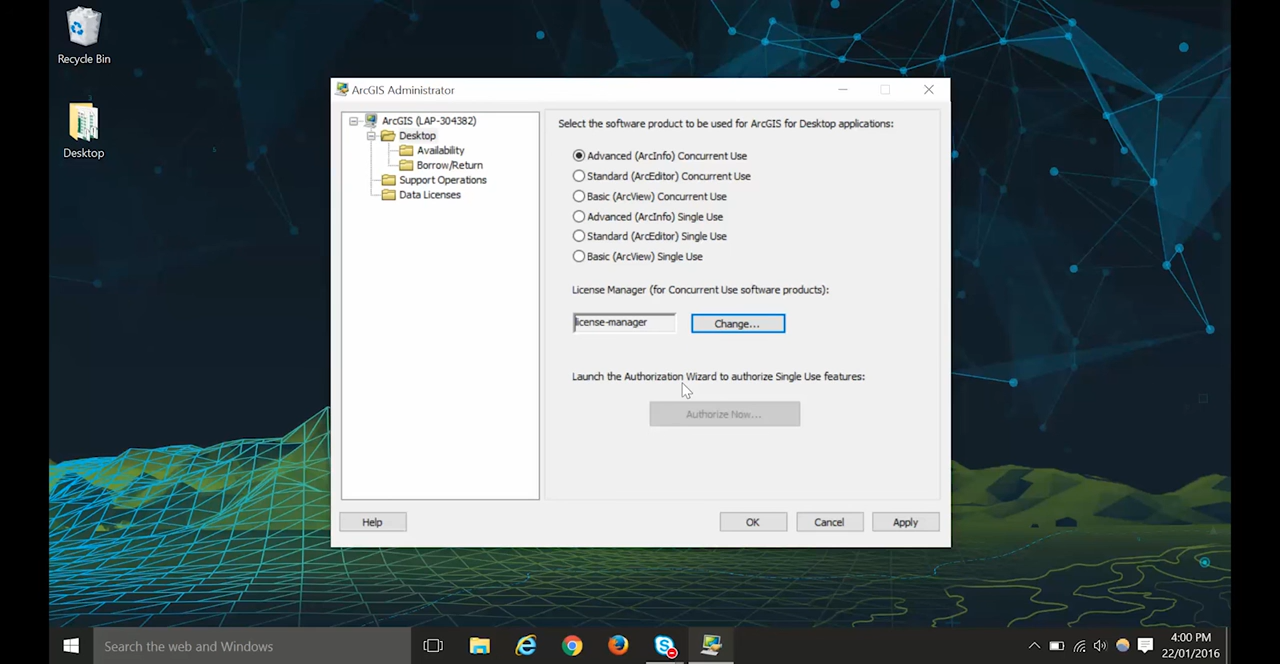 Recycle Bin
Desktop
ArcGIS Administrator
ArcGIS (LAP-304382)
Desktop
Availability
Borrow/Return
Support Operations
Data Licenses
Select the software product to be used for ArcGIS for Desktop applications:
Advanced (ArcInfo) Concurrent Use
Standard (ArcEditor) Concurrent Use
Basic (ArcView) Concurrent Use
Advanced (ArcInfo) Single Use
Standard (ArcEditor) Single Use
Basic (ArcView) Single Use
License Manager (for Concurrent Use software products):
license-manager
Change...
Launch the Authorization Wizard to authorize Single Use features:
Authorize Now...
Help
OK
Cancel
Apply
Search the web and Windows
4:00 PM
22/01/2016